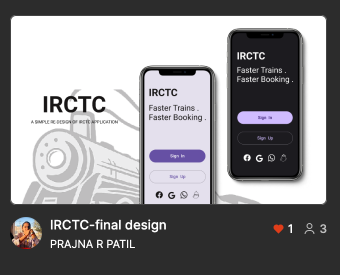 IRCTC
A SIMPLE RE DESIGN OF IRCTC APPLICATION
IRCTC
Faster Trains .
Faster Booking .
Sign In
Sign Up
IRCTC
Faster Trains .
Faster Booking .
Sign In
Sign Up
IRCTC-final design
PRAJNA R PATIL
1
3